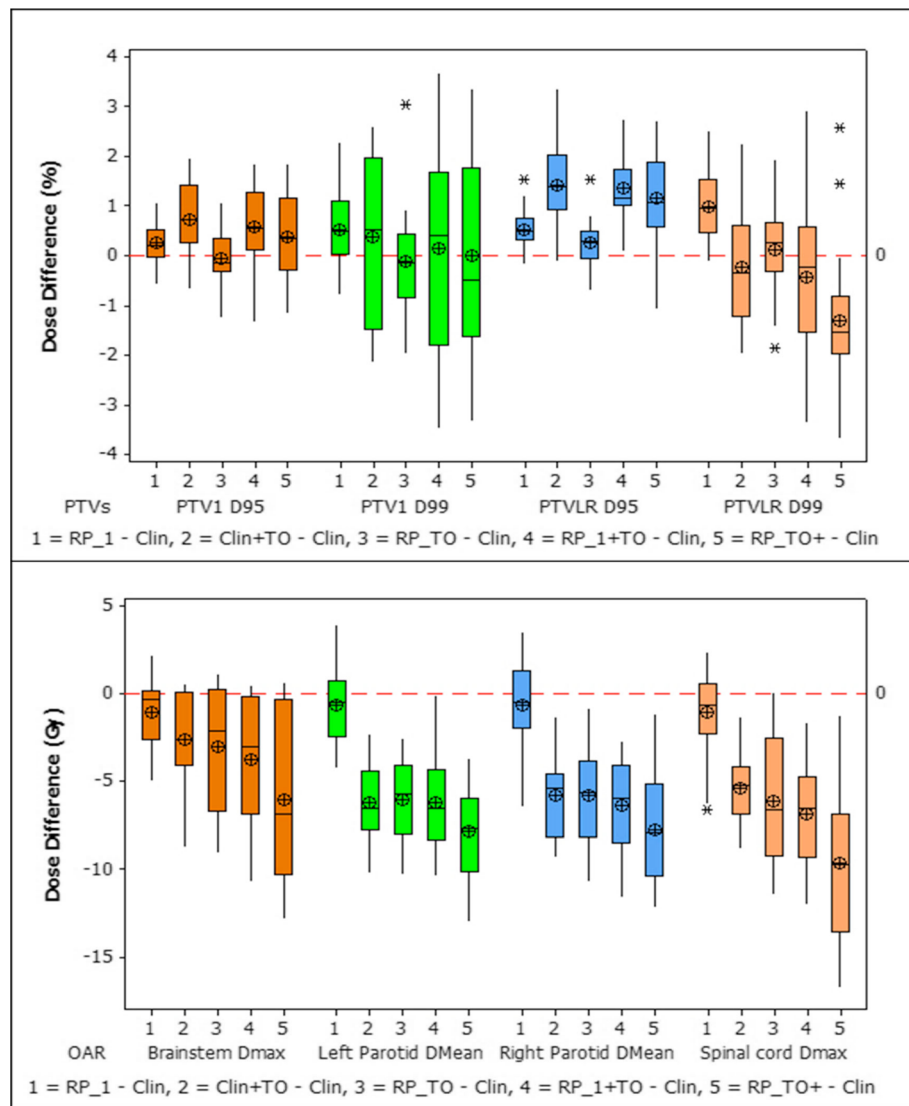 4
3
2
1
0
-1
-2
-3
-4
Dose Difference (%)
0
1 2 3 4 5 1 2 3 4 5 1 2 3 4 5 1 2 3 4 5
PTVs PTV1 D95 PTV1 D99 PTVLR D95 PTVLR D99
1 = RP_1 - Clin, 2 = Clin+TO - Clin, 3 = RP_TO - Clin, 4 = RP_1+TO - Clin, 5 = RP_TO+ - Clin
5
0
-5
-10
-15
Dose Difference (Gy)
0
1 2 3 4 5 1 2 3 4 5 1 2 3 4 5 1 2 3 4 5
OAR Brainstem Dmax Left Parotid DMean Right Parotid DMean Spinal cord Dmax
1 = RP_1 - Clin, 2 = Clin+TO - Clin, 3 = RP_TO - Clin, 4 = RP_1+TO - Clin, 5 = RP_TO+ - Clin